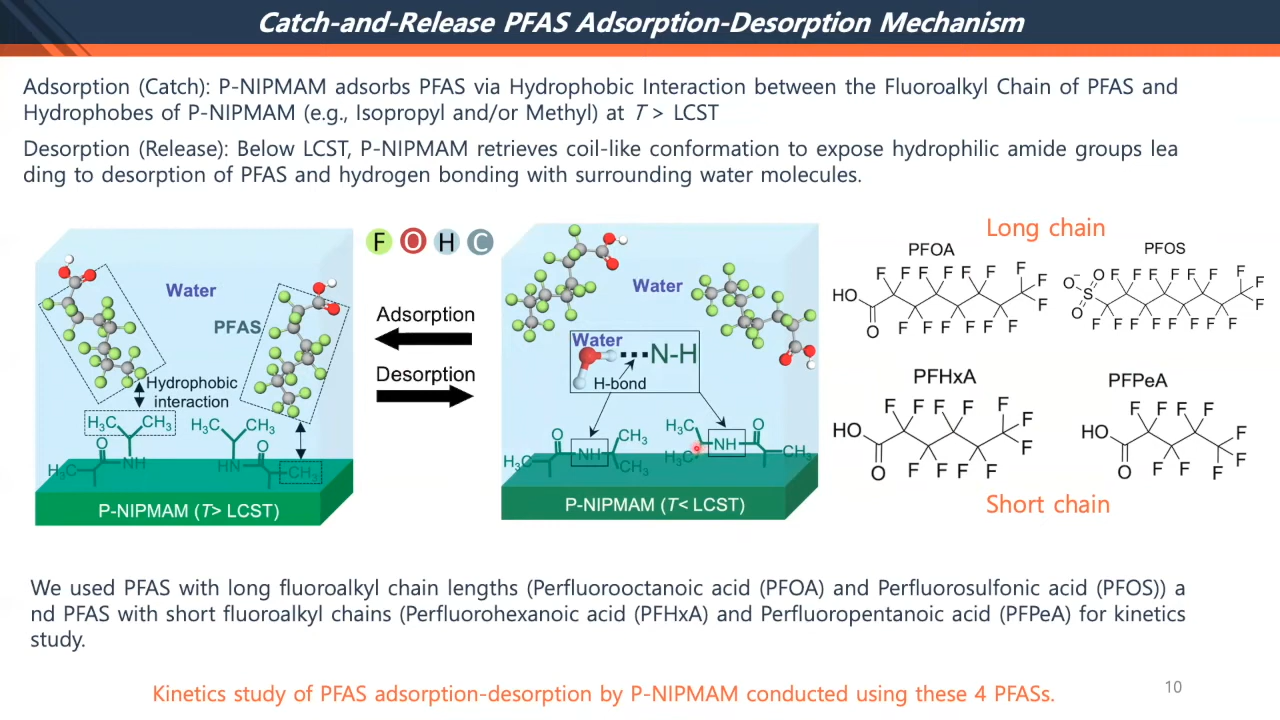 Catch-and-Release PFAS Adsorption-Desorption Mechanism
Adsorption (Catch): P-NIPMAM adsorbs PFAS via Hydrophobic Interaction between the Fluoroalkyl Chain of PFAS and
Hydrophobes of P-NIPMAM (e.g., Isopropyl and/or Methyl) at T > LCST
Desorption (Release): Below LCST, P-NIPMAM retrieves coil-like conformation to expose hydrophilic amide groups lea
ding to desorption of PFAS and hydrogen bonding with surrounding water molecules.
Water
PFAS
Hydrophobic
interaction
H₃C CH₃ H₃C CH₃
O O
H₃C NH NH CH₃
P-NIPMAM (T> LCST)
F O H C
Adsorption
Desorption
Water
Water
N-H
H-bond
O CH₃ H₃C O
H₃C NH CH₃ H₃C NH CH₃
P-NIPMAM (T< LCST)
Long chain
PFOA
F F F F F F F F
HO F
O F F F F F F
PFOS
O⁻ O F F F F F F F F
O S F
F F F F F F F F
PFHxA
F F F F F F
HO F
O F F F F
PFPeA
F F F F F
HO F
O F F F
Short chain
We used PFAS with long fluoroalkyl chain lengths (Perfluorooctanoic acid (PFOA) and Perfluorosulfonic acid (PFOS)) a
nd PFAS with short fluoroalkyl chains (Perfluorohexanoic acid (PFHxA) and Perfluoropentanoic acid (PFPeA) for kinetics
study.
Kinetics study of PFAS adsorption-desorption by P-NIPMAM conducted using these 4 PFASs.
10